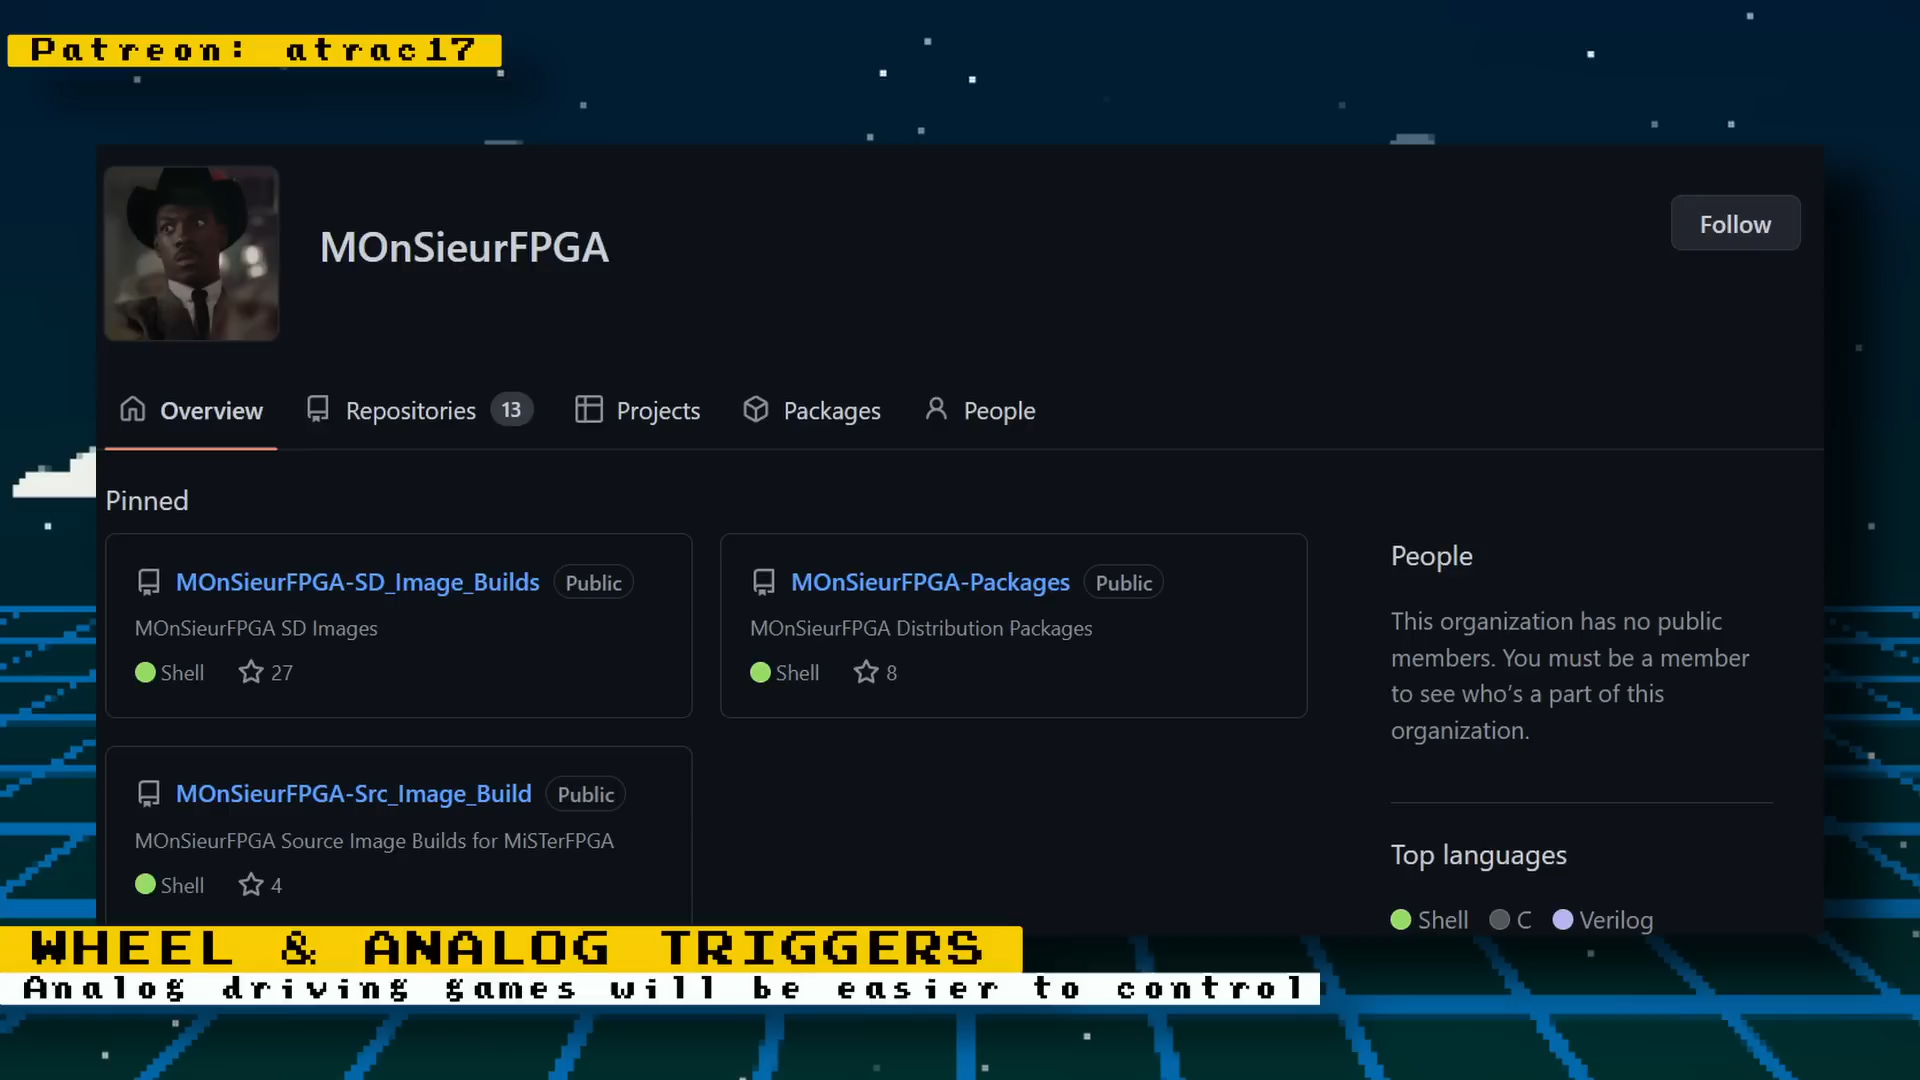 Patreon: atrac17
MOnSieurFPGA
Follow
Overview
Repositories 13
Projects
Packages
People
Pinned
MOnSieurFPGA-SD_Image_Builds Public
MOnSieurFPGA SD Images
Shell 27
MOnSieurFPGA-Packages Public
MOnSieurFPGA Distribution Packages
Shell 8
MOnSieurFPGA-Src_Image_Build Public
MOnSieurFPGA Source Image Builds for MiSTerFPGA
Shell 4
People
This organization has no public
members. You must be a member
to see who's a part of this
organization.
Top languages
Shell C Verilog
WHEEL & ANALOG TRIGGERS
Analog driving games will be easier to control